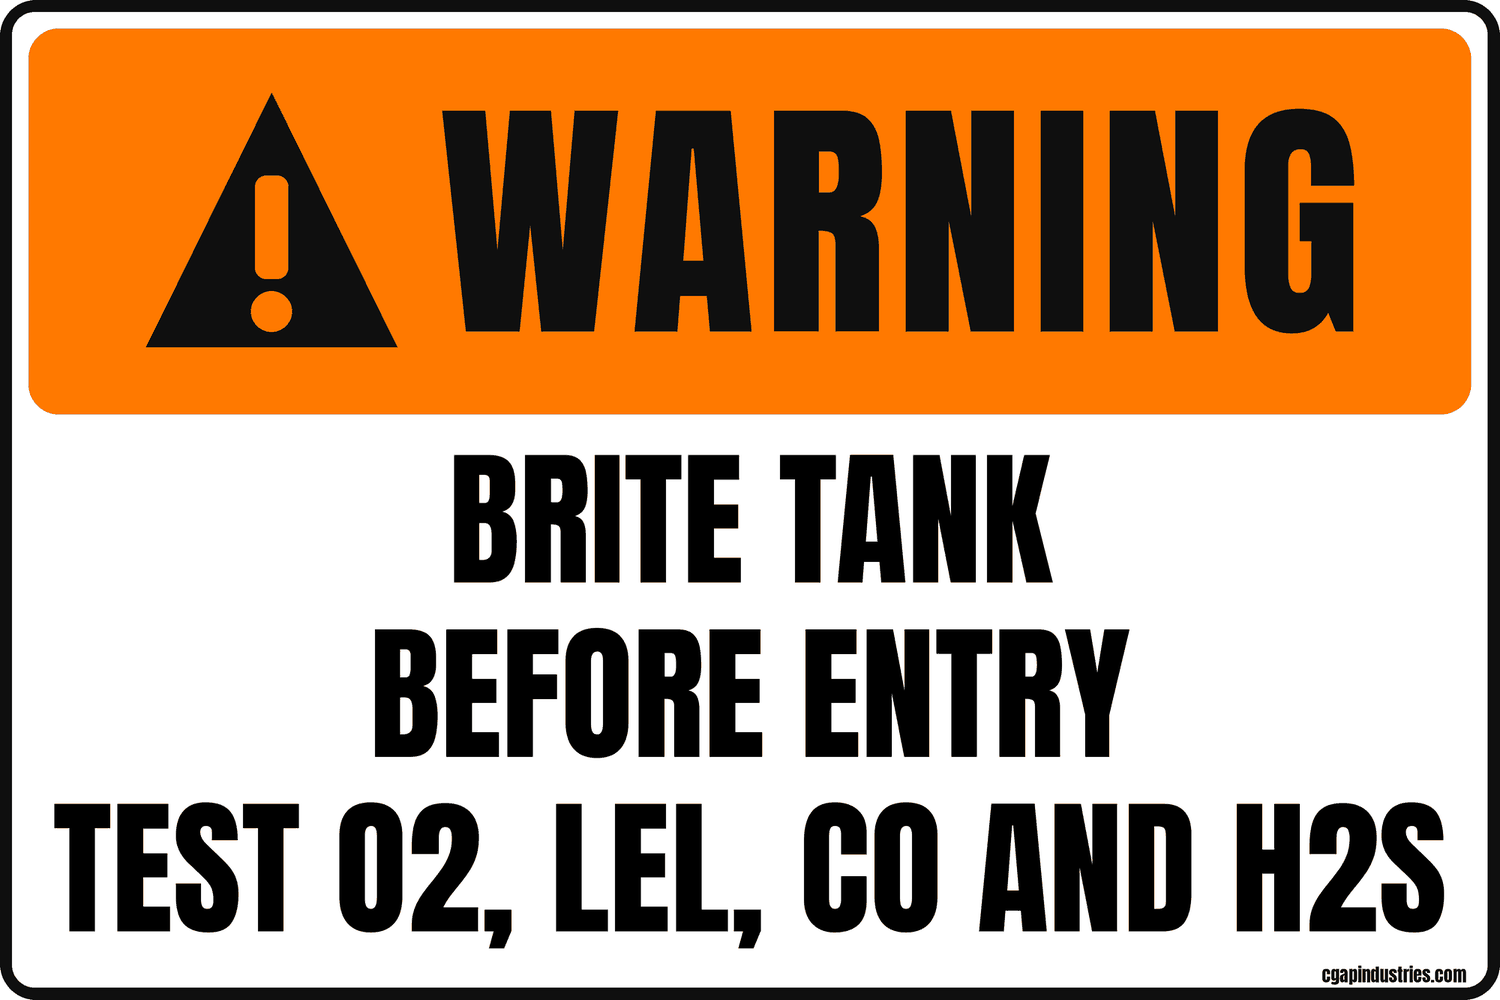 WARNING
BRITE TANK
BEFORE ENTRY
TEST O2, LEL, CO AND H2S
cgapindustries.com